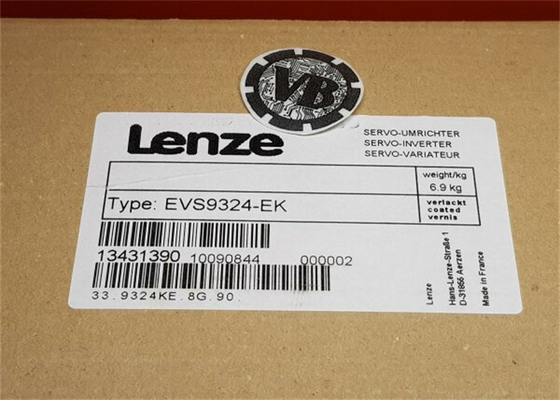 VB
Lenze
SERVO-UMRICHTER
SERVO-INVERTER
SERVO-VARIATEUR
weight/kg
6.9 kg
Type: EVS9324-EK
verlackt
coated
vernis
13431390 10090844 000002
33.9324KE.8G.90.
Lenze
Hans-Lenze-Straße 1
D-31855 Aerzen
Made in France